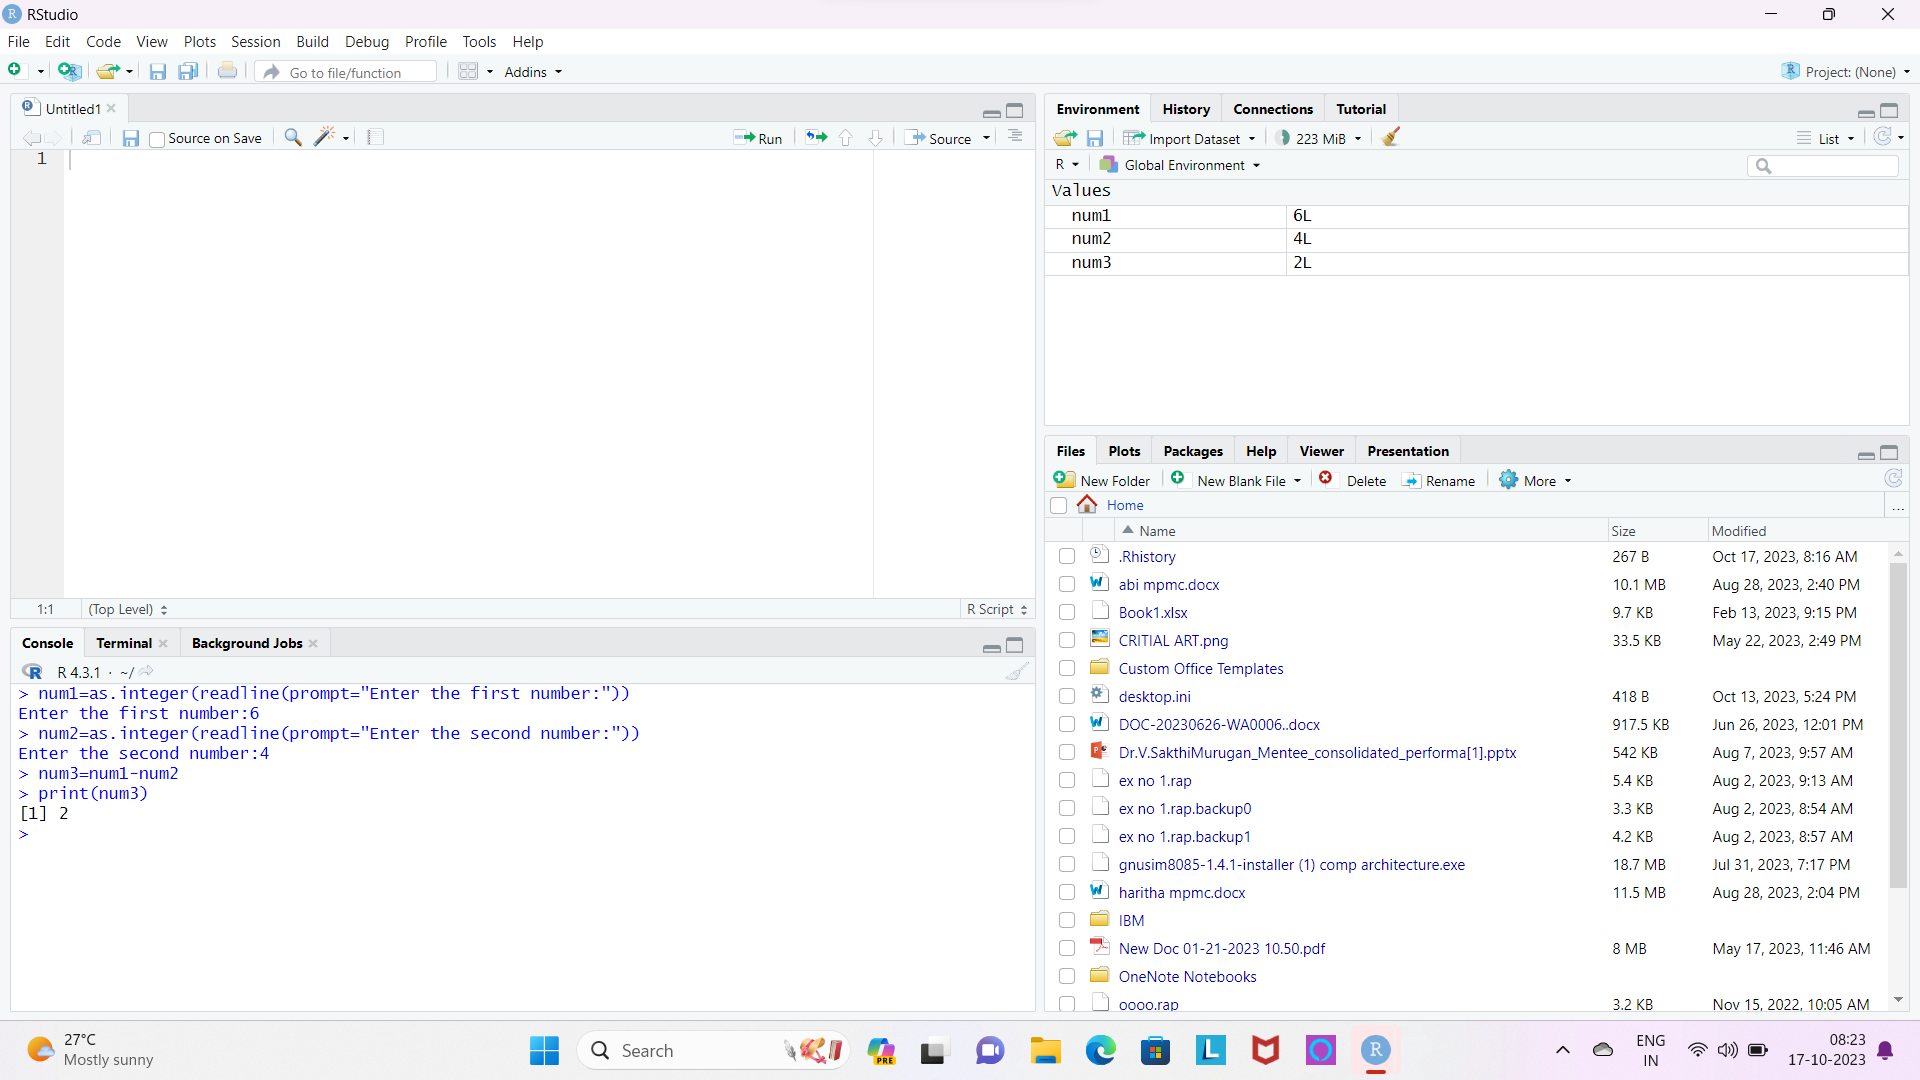 RStudio
File Edit Code View Plots Session Build Debug Profile Tools Help
Go to file/function Addins Project: (None)
Untitled1
Source on Save Run Source
1
1:1 (Top Level) R Script
Console Terminal Background Jobs
R 4.3.1 · ~/
> num1=as.integer(readline(prompt="Enter the first number:"))
Enter the first number:6
> num2=as.integer(readline(prompt="Enter the second number:"))
Enter the second number:4
> num3=num1-num2
> print(num3)
[1] 2
>
Environment History Connections Tutorial
Import Dataset 223 MiB List
R Global Environment
Values
num1 6L
num2 4L
num3 2L
Files Plots Packages Help Viewer Presentation
New Folder New Blank File Delete Rename More
Home ...
Name Size Modified
.Rhistory 267 B Oct 17, 2023, 8:16 AM
abi mpmc.docx 10.1 MB Aug 28, 2023, 2:40 PM
Book1.xlsx 9.7 KB Feb 13, 2023, 9:15 PM
CRITIAL ART.png 33.5 KB May 22, 2023, 2:49 PM
Custom Office Templates
desktop.ini 418 B Oct 13, 2023, 5:24 PM
DOC-20230626-WA0006..docx 917.5 KB Jun 26, 2023, 12:01 PM
Dr.V.SakthiMurugan_Mentee_consolidated_performa[1].pptx 542 KB Aug 7, 2023, 9:57 AM
ex no 1.rap 5.4 KB Aug 2, 2023, 9:13 AM
ex no 1.rap.backup0 3.3 KB Aug 2, 2023, 8:54 AM
ex no 1.rap.backup1 4.2 KB Aug 2, 2023, 8:57 AM
gnusim8085-1.4.1-installer (1) comp architecture.exe 18.7 MB Jul 31, 2023, 7:17 PM
haritha mpmc.docx 11.5 MB Aug 28, 2023, 2:04 PM
IBM
New Doc 01-21-2023 10.50.pdf 8 MB May 17, 2023, 11:46 AM
OneNote Notebooks
oooo.rap 3.2 KB Nov 15, 2022, 10:05 AM
27°C
Mostly sunny
Search
PRE
ENG
IN
08:23
17-10-2023